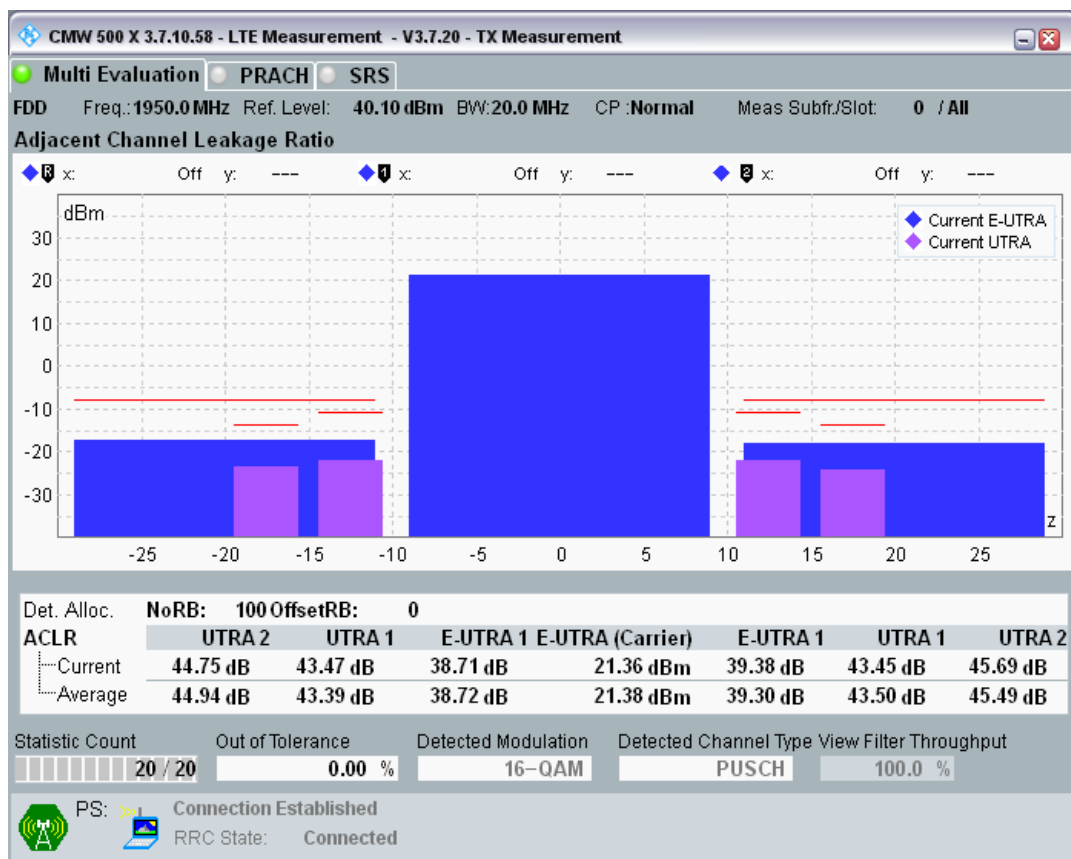 CMW 500 X 3.7.10.58 - LTE Measurement - V3.7.20 - TX Measurement
Multi Evaluation PRACH SRS
FDD Freq.:1950.0 MHz Ref. Level: 40.10 dBm BW:20.0 MHz CP :Normal Meas Subfr./Slot: 0 / All
Adjacent Channel Leakage Ratio
R x: Off y: --- 1 x: Off y: --- 2 x: Off y: ---
dBm
Current E-UTRA
Current UTRA
30
20
10
0
-10
-20
-30
z
-25 -20 -15 -10 -5 0 5 10 15 20 25
Det. Alloc. NoRB: 100 OffsetRB: 0
ACLR UTRA 2 UTRA 1 E-UTRA 1 E-UTRA (Carrier) E-UTRA 1 UTRA 1 UTRA 2
Current 44.75 dB 43.47 dB 38.71 dB 21.36 dBm 39.38 dB 43.45 dB 45.69 dB
Average 44.94 dB 43.39 dB 38.72 dB 21.38 dBm 39.30 dB 43.50 dB 45.49 dB
Statistic Count Out of Tolerance Detected Modulation Detected Channel Type View Filter Throughput
20 / 20 0.00 % 16-QAM PUSCH 100.0 %
PS: Connection Established
RRC State: Connected